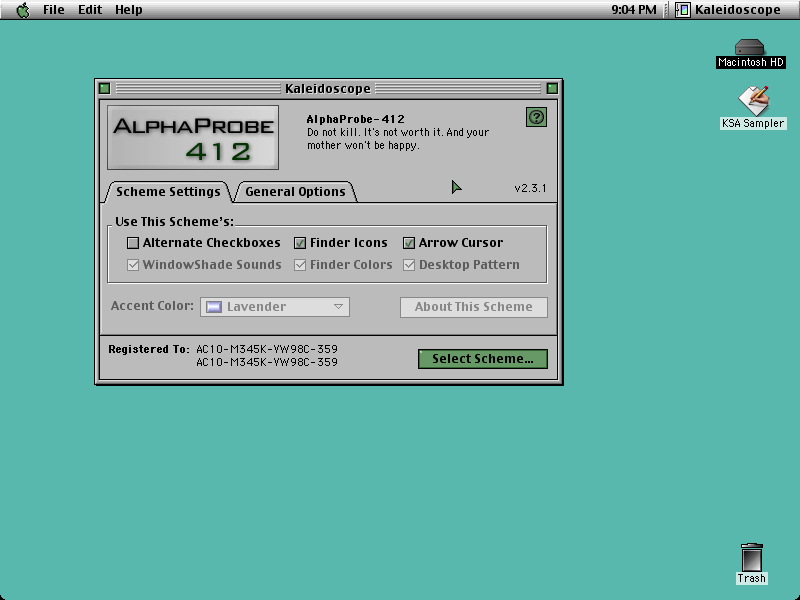 File Edit Help
9:04 PM Kaleidoscope
Macintosh HD
KSA Sampler
Kaleidoscope
ALPHAPROBE
412
AlphaProbe-412
Do not kill. It's not worth it. And your
mother won't be happy.
?
v2.3.1
Scheme Settings General Options
Use This Scheme's:
Alternate Checkboxes Finder Icons Arrow Cursor
WindowShade Sounds Finder Colors Desktop Pattern
Accent Color: Lavender About This Scheme
Registered To: AC10-M345K-VW98C-359
AC10-M345K-VW98C-359
Select Scheme...
Trash